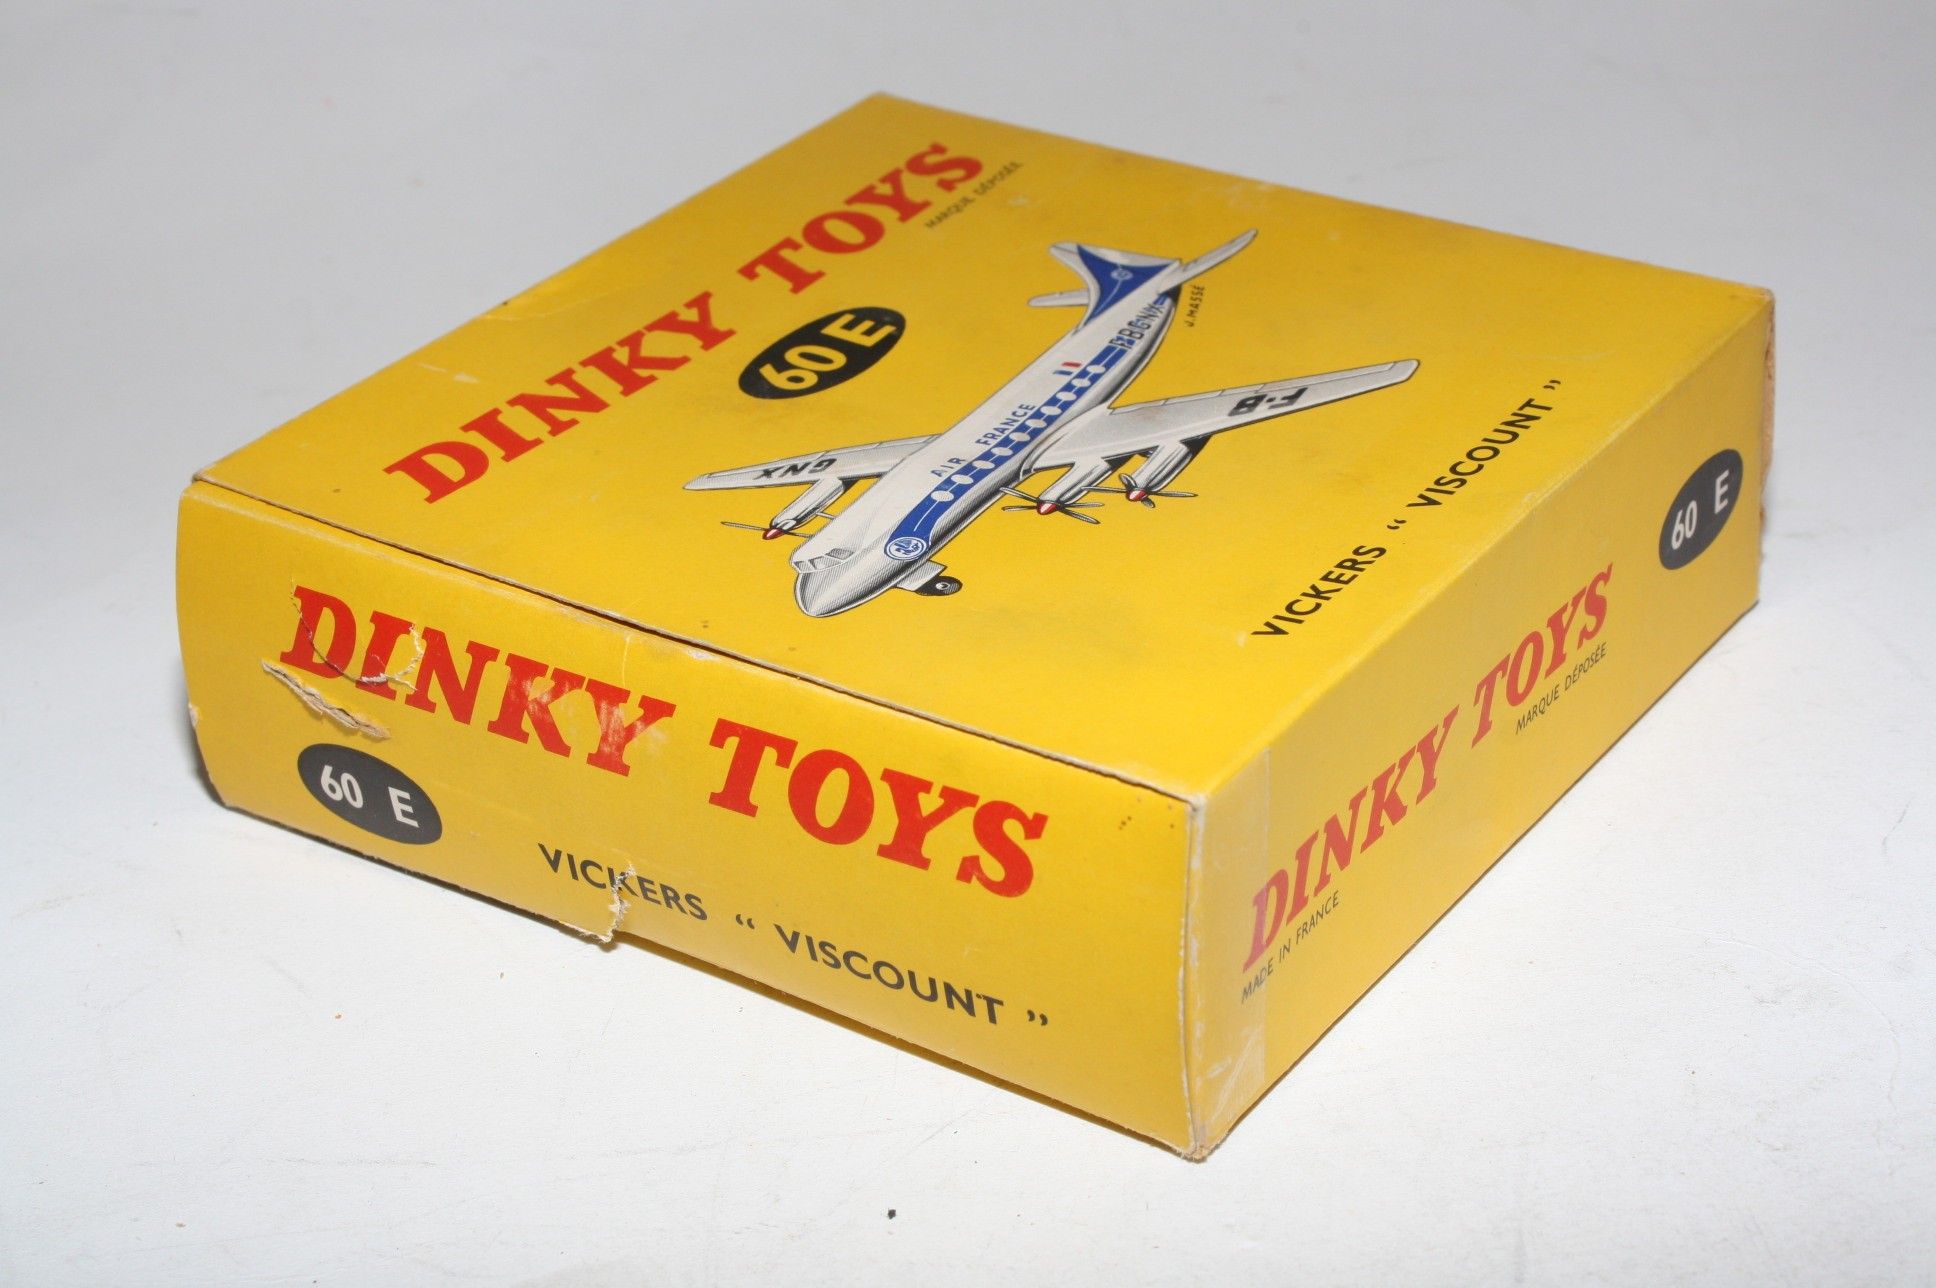 DINKY TOYS
MARQUE DÉPOSÉE
60 E
J. MASSÉ
F-BGNX
AIR FRANCE
GNX
F-B
VICKERS “ VISCOUNT ”
DINKY TOYS
60 E
VICKERS “ VISCOUNT ”
60 E
DINKY TOYS
MARQUE DÉPOSÉE
MADE IN FRANCE